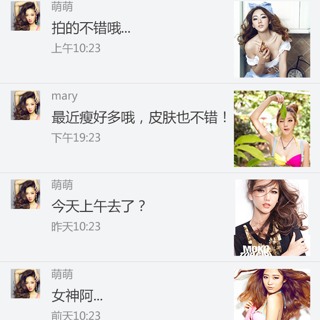 萌萌
拍的不错哦...
上午10:23
mary
最近瘦好多哦，皮肤也不错！
下午19:23
萌萌
今天上午去了？
昨天10:23
萌萌
女神阿...
前天10:23